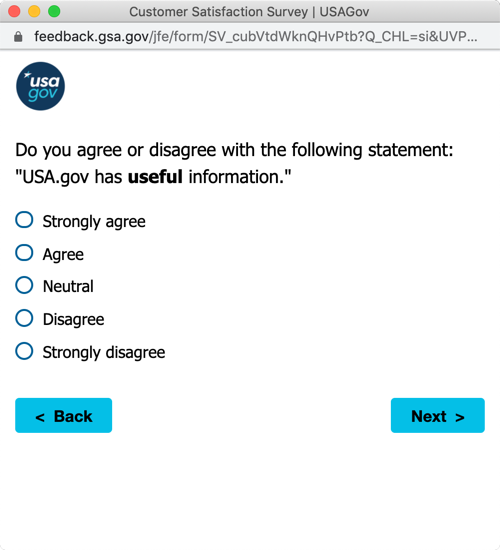 Customer Satisfaction Survey | USAGov
feedback.gsa.gov/jfe/form/SV_cubVtdWknQHvPtb?Q_CHL=si&UVP...
usa
gov
Do you agree or disagree with the following statement:
"USA.gov has useful information."
Strongly agree
Agree
Neutral
Disagree
Strongly disagree
< Back
Next >